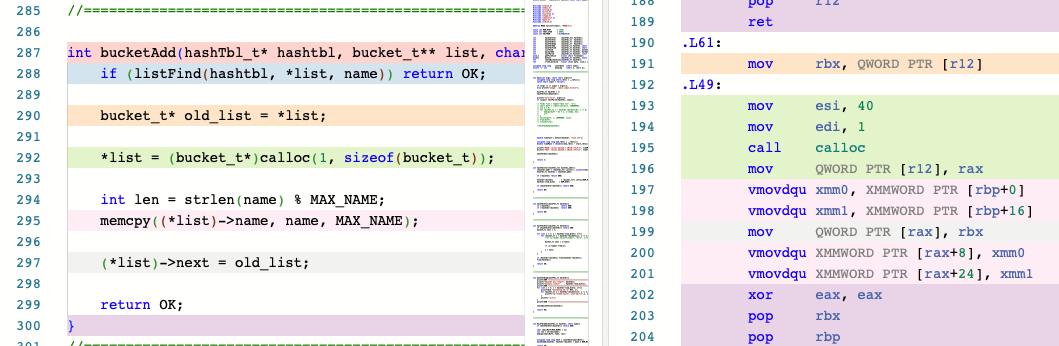 285 //=====================================================
286
287 int bucketAdd(hashTbl_t* hashtbl, bucket_t** list, char
288     if (listFind(hashtbl, *list, name)) return OK;
289
290     bucket_t* old_list = *list;
291
292     *list = (bucket_t*)calloc(1, sizeof(bucket_t));
293
294     int len = strlen(name) % MAX_NAME;
295     memcpy((*list)->name, name, MAX_NAME);
296
297     (*list)->next = old_list;
298
299     return OK;
300 }
301 //=====================================================
188         pop     r12
189         ret
190 .L61:
191         mov     rbx, QWORD PTR [r12]
192 .L49:
193         mov     esi, 40
194         mov     edi, 1
195         call    calloc
196         mov     QWORD PTR [r12], rax
197         vmovdqu xmm0, XMMWORD PTR [rbp+0]
198         vmovdqu xmm1, XMMWORD PTR [rbp+16]
199         mov     QWORD PTR [rax], rbx
200         vmovdqu XMMWORD PTR [rax+8], xmm0
201         vmovdqu XMMWORD PTR [rax+24], xmm1
202         xor     eax, eax
203         pop     rbx
204         pop     rbp